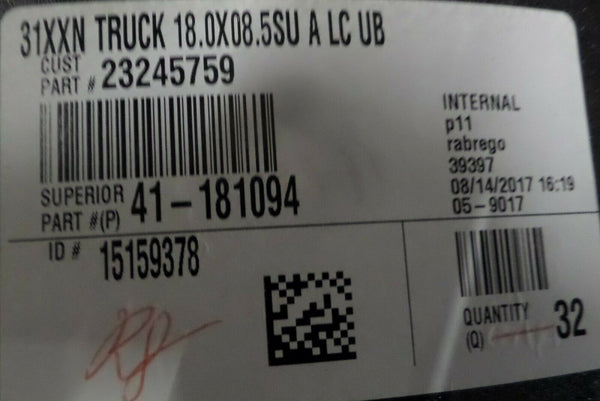 31XXN TRUCK 18.0X08.5SU A LC UB
CUST
PART # 23245759
INTERNAL
p11
rabrego
39397
08/14/2017 16:19
05-9017
SUPERIOR
PART #(P) 41-181094
ID # 15159378
QUANTITY
(Q) 32